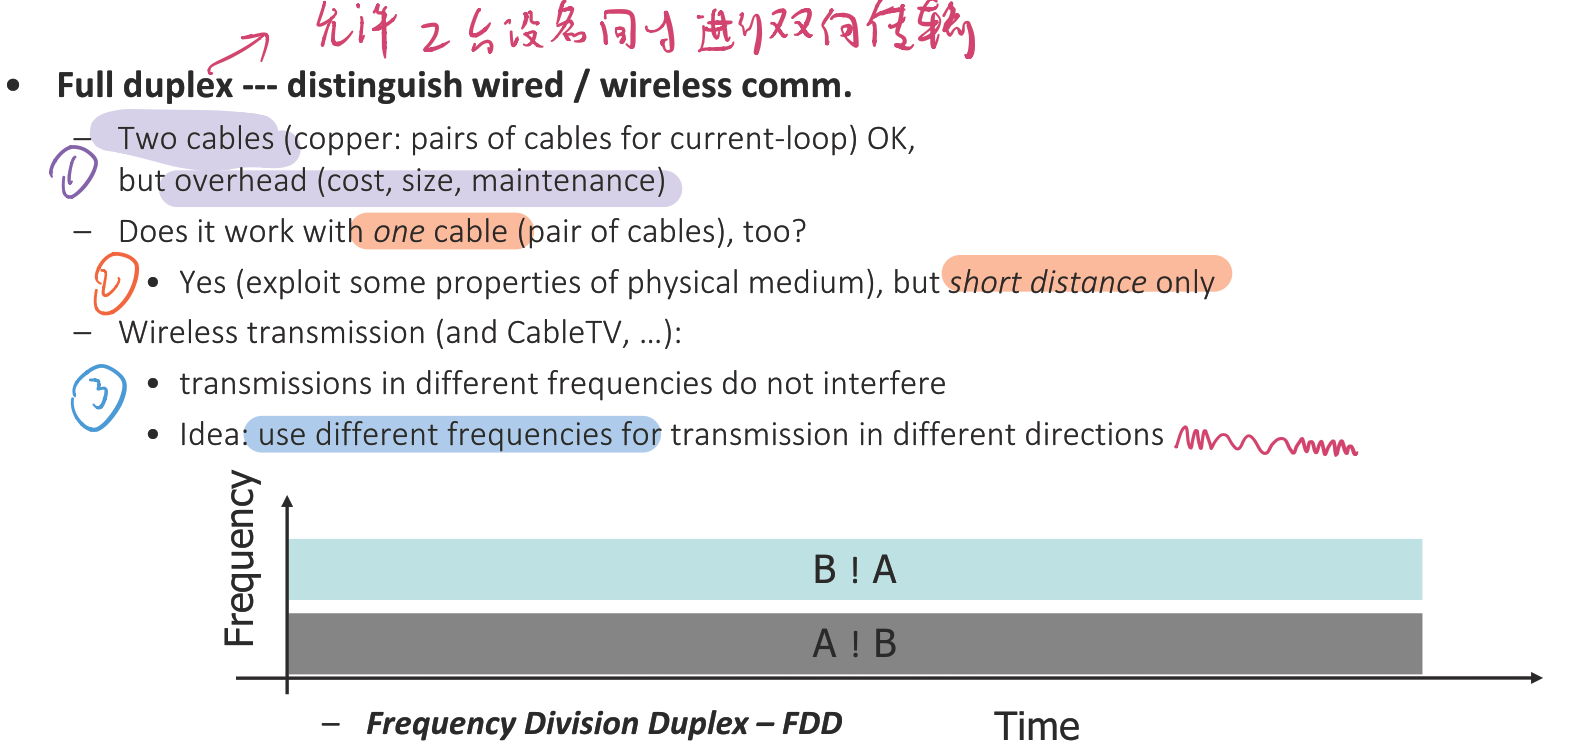 允许2台设备同时进行双向传输
• Full duplex --- distinguish wired / wireless comm.
– Two cables (copper: pairs of cables for current-loop) OK,
① but overhead (cost, size, maintenance)
– Does it work with one cable (pair of cables), too?
② • Yes (exploit some properties of physical medium), but short distance only
– Wireless transmission (and CableTV, ...):
③ • transmissions in different frequencies do not interfere
• Idea: use different frequencies for transmission in different directions
Frequency
B ! A
A ! B
– Frequency Division Duplex – FDD
Time